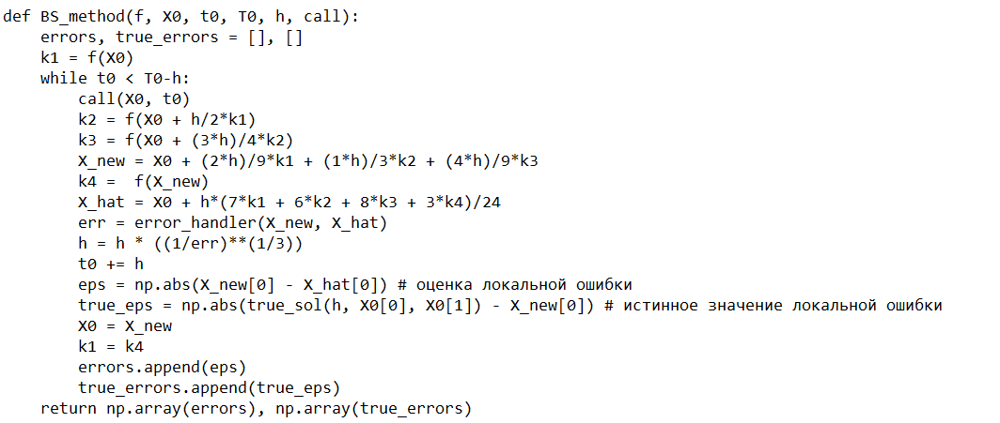 def BS_method(f, X0, t0, T0, h, call):
    errors, true_errors = [], []
    k1 = f(X0)
    while t0 < T0-h:
        call(X0, t0)
        k2 = f(X0 + h/2*k1)
        k3 = f(X0 + (3*h)/4*k2)
        X_new = X0 + (2*h)/9*k1 + (1*h)/3*k2 + (4*h)/9*k3
        k4 =  f(X_new)
        X_hat = X0 + h*(7*k1 + 6*k2 + 8*k3 + 3*k4)/24
        err = error_handler(X_new, X_hat)
        h = h * ((1/err)**(1/3))
        t0 += h
        eps = np.abs(X_new[0] - X_hat[0]) # оценка локальной ошибки
        true_eps = np.abs(true_sol(h, X0[0], X0[1]) - X_new[0]) # истинное значение локальной ошибки
        X0 = X_new
        k1 = k4
        errors.append(eps)
        true_errors.append(true_eps)
    return np.array(errors), np.array(true_errors)